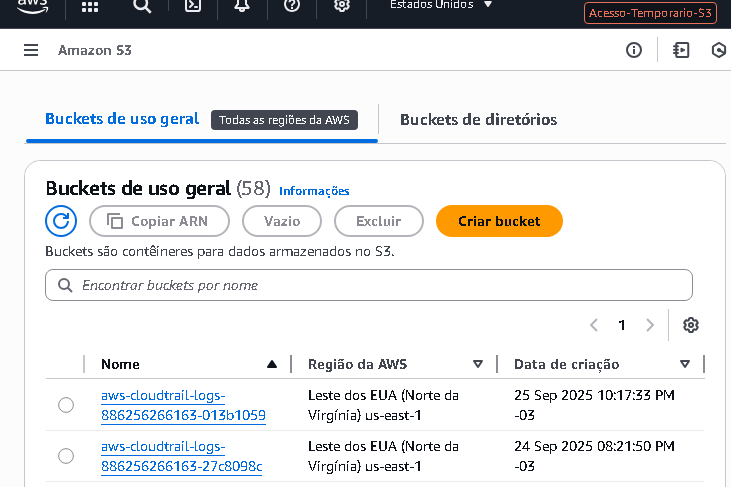 aws
Estados Unidos
Acesso-Temporario-S3
Amazon S3
Buckets de uso geral
Todas as regiões da AWS
Buckets de diretórios
Buckets de uso geral (58) Informações
Copiar ARN
Vazio
Excluir
Criar bucket
Buckets são contêineres para dados armazenados no S3.
Encontrar buckets por nome
1
Nome
Região da AWS
Data de criação
aws-cloudtrail-logs-
886256266163-013b1059
Leste dos EUA (Norte da
Virgínia) us-east-1
25 Sep 2025 10:17:33 PM
-03
aws-cloudtrail-logs-
886256266163-27c8098c
Leste dos EUA (Norte da
Virgínia) us-east-1
24 Sep 2025 08:21:50 PM
-03